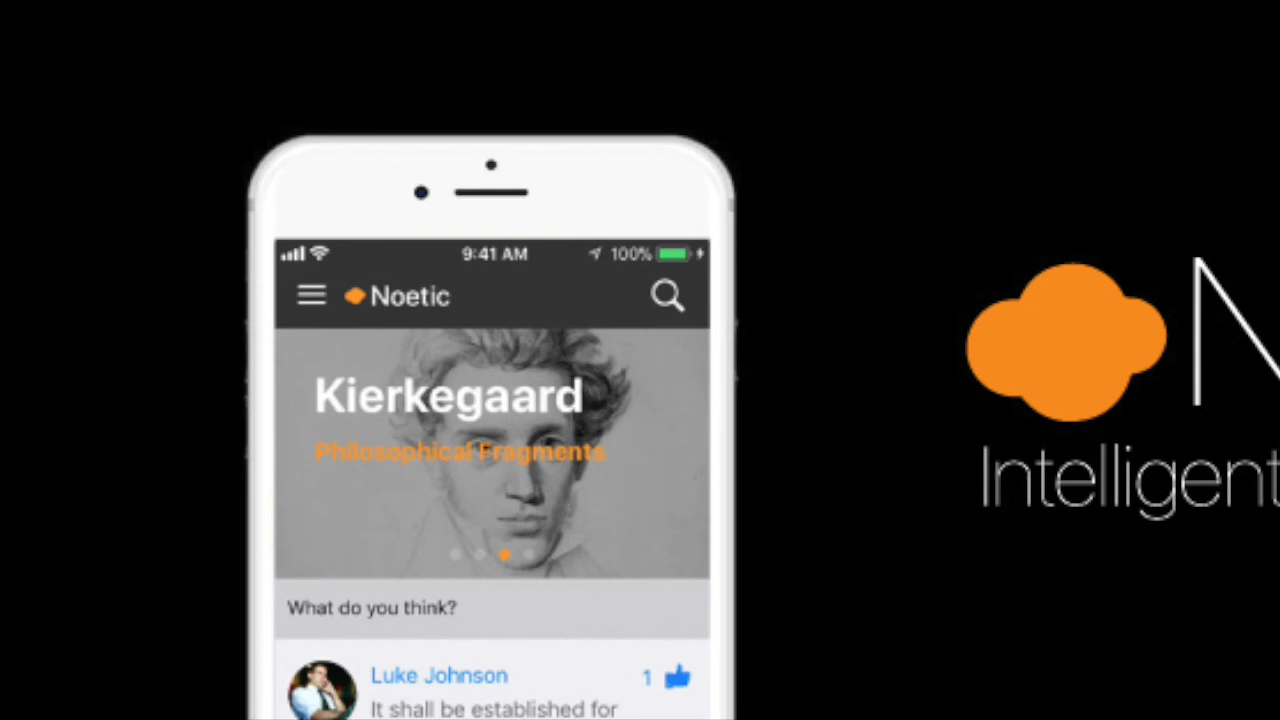 9:41 AM
100%
Noetic
Kierkegaard
Philosophical Fragments
What do you think?
Luke Johnson
1
It shall be established for
N
Intelligent